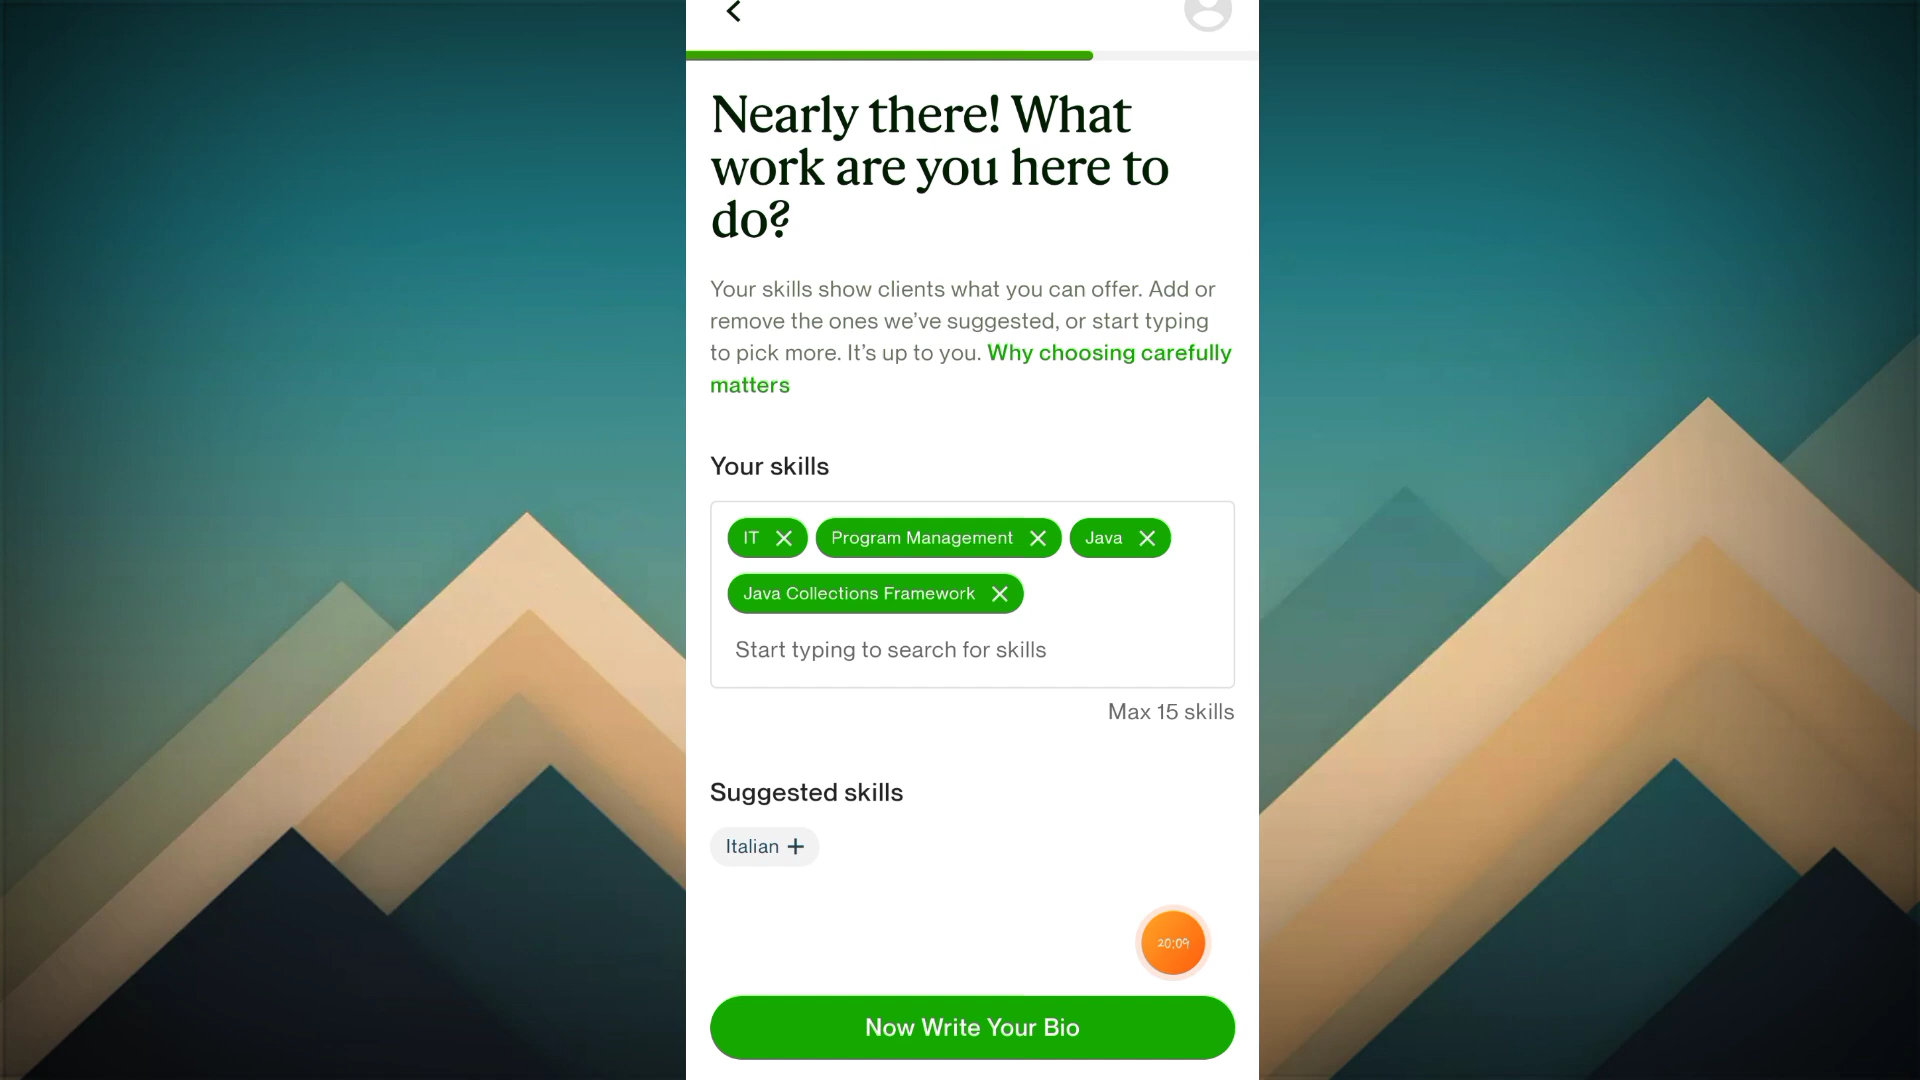 Nearly there! What
work are you here to
do?
Your skills show clients what you can offer. Add or
remove the ones we’ve suggested, or start typing
to pick more. It’s up to you. Why choosing carefully
matters
Your skills
IT Program Management Java
Java Collections Framework
Start typing to search for skills
Max 15 skills
Suggested skills
Italian
20:09
Now Write Your Bio